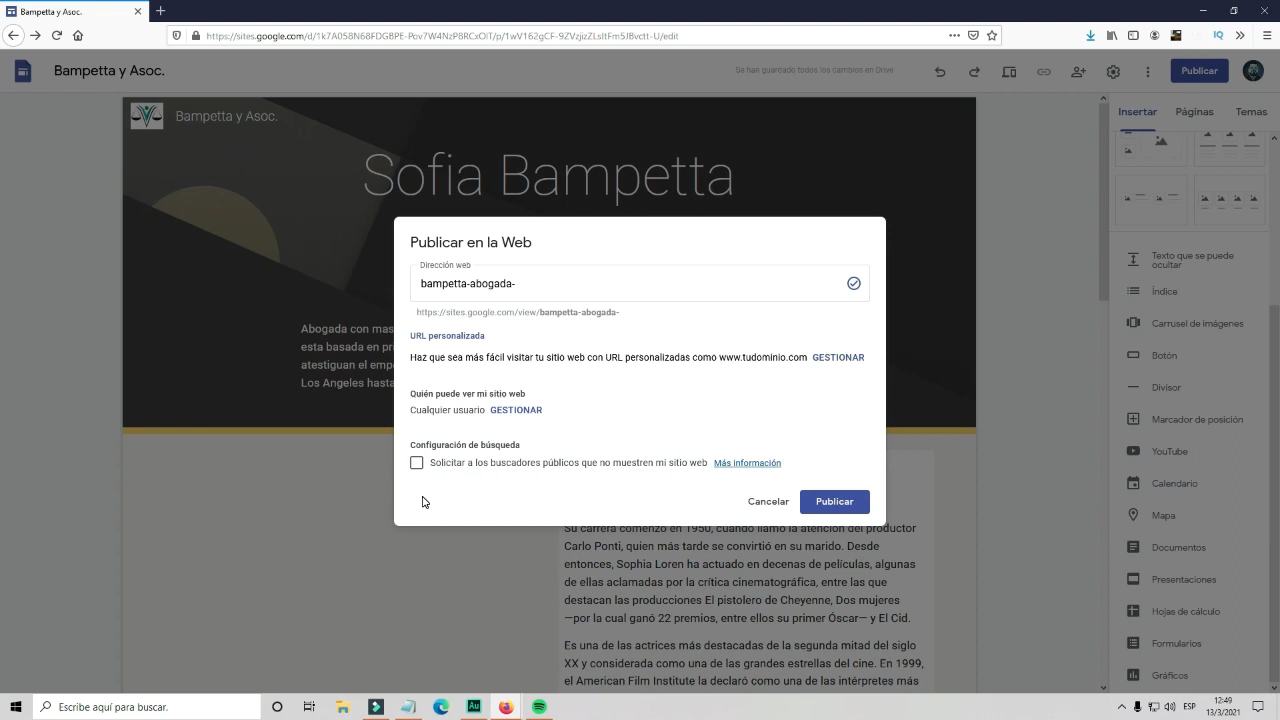 Bampetta y Asoc.
https://sites.google.com/d/1k7A058N68FDGBPE-Pov7W4NzP8RCxOIT/p/1wV162gCF-9ZVzjizZLsItFm5JBvctt-U/edit
IQ
Bampetta y Asoc.
Se han guardado todos los cambios en Drive
Publicar
Bampetta y Asoc.
Insertar Páginas Temas
Sofia Bampetta
Publicar en la Web
Dirección web
bampetta-abogada-
https://sites.google.com/view/bampetta-abogada-
URL personalizada
Haz que sea más fácil visitar tu sitio web con URL personalizadas como www.tudominio.com GESTIONAR
Quién puede ver mi sitio web
Cualquier usuario GESTIONAR
Configuración de búsqueda
Solicitar a los buscadores públicos que no muestren mi sitio web Más información
Cancelar Publicar
Abogada con mas
esta basada en pr
atestiguan el emp
Los Angeles hasta
Su carrera comenzó en 1950, cuando llamó la atención del productor
Carlo Ponti, quien más tarde se convirtió en su marido. Desde
entonces, Sophia Loren ha actuado en decenas de películas, algunas
de ellas aclamadas por la crítica cinematográfica, entre las que
destacan las producciones El pistolero de Cheyenne, Dos mujeres
—por la cual ganó 22 premios, entre ellos su primer Óscar— y El Cid.
Es una de las actrices más destacadas de la segunda mitad del siglo
XX y considerada como una de las grandes estrellas del cine. En 1999,
el American Film Institute la declaró como una de las intérpretes más
Texto que se puede
ocultar
Índice
Carrusel de imágenes
Botón
Divisor
Marcador de posición
YouTube
Calendario
Mapa
Documentos
Presentaciones
Hojas de cálculo
Formularios
Gráficos
Escribe aquí para buscar.
Au
ESP
12:49
13/3/2021